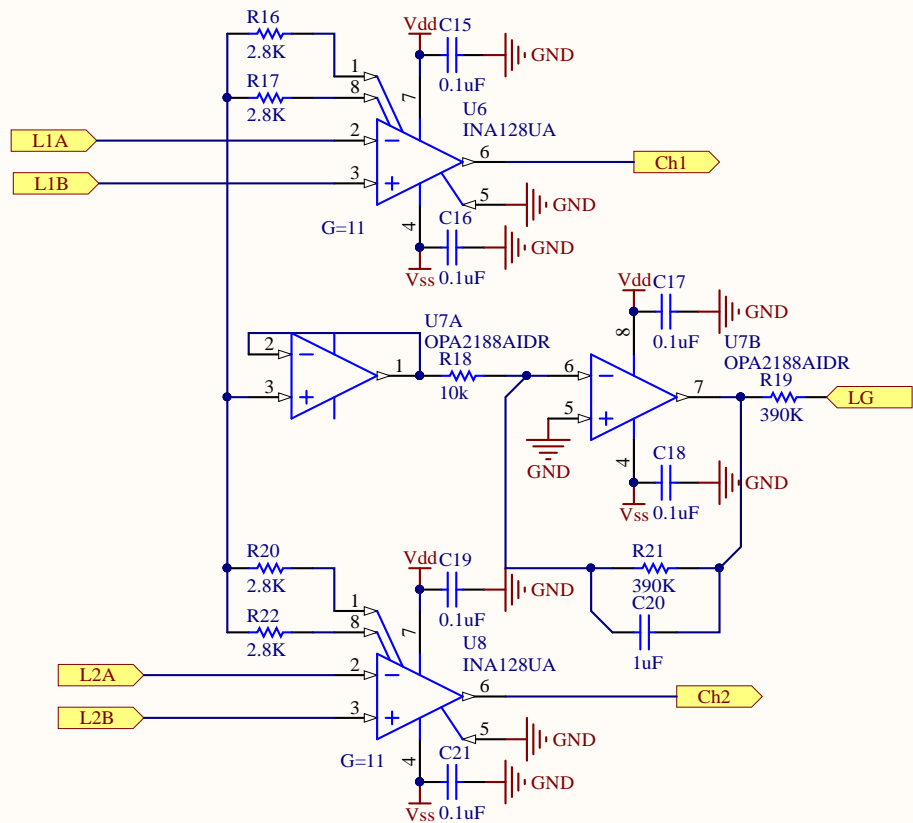 R16
2.8K
R17
2.8K
1
8
2
3
7
4
6
5
Vdd
C15
0.1uF
GND
U6
INA128UA
L1A
L1B
Ch1
GND
G=11
C16
0.1uF
GND
Vss
U7A
OPA2188AIDR
2
3
1
R18
10k
Vdd
C17
0.1uF
GND
8
U7B
OPA2188AIDR
6
5
7
GND
R19
390K
LG
4
C18
0.1uF
GND
Vss
R21
390K
C20
1uF
R20
2.8K
R22
2.8K
1
8
2
3
7
4
6
5
Vdd
C19
0.1uF
GND
U8
INA128UA
L2A
L2B
Ch2
GND
G=11
C21
0.1uF
GND
Vss